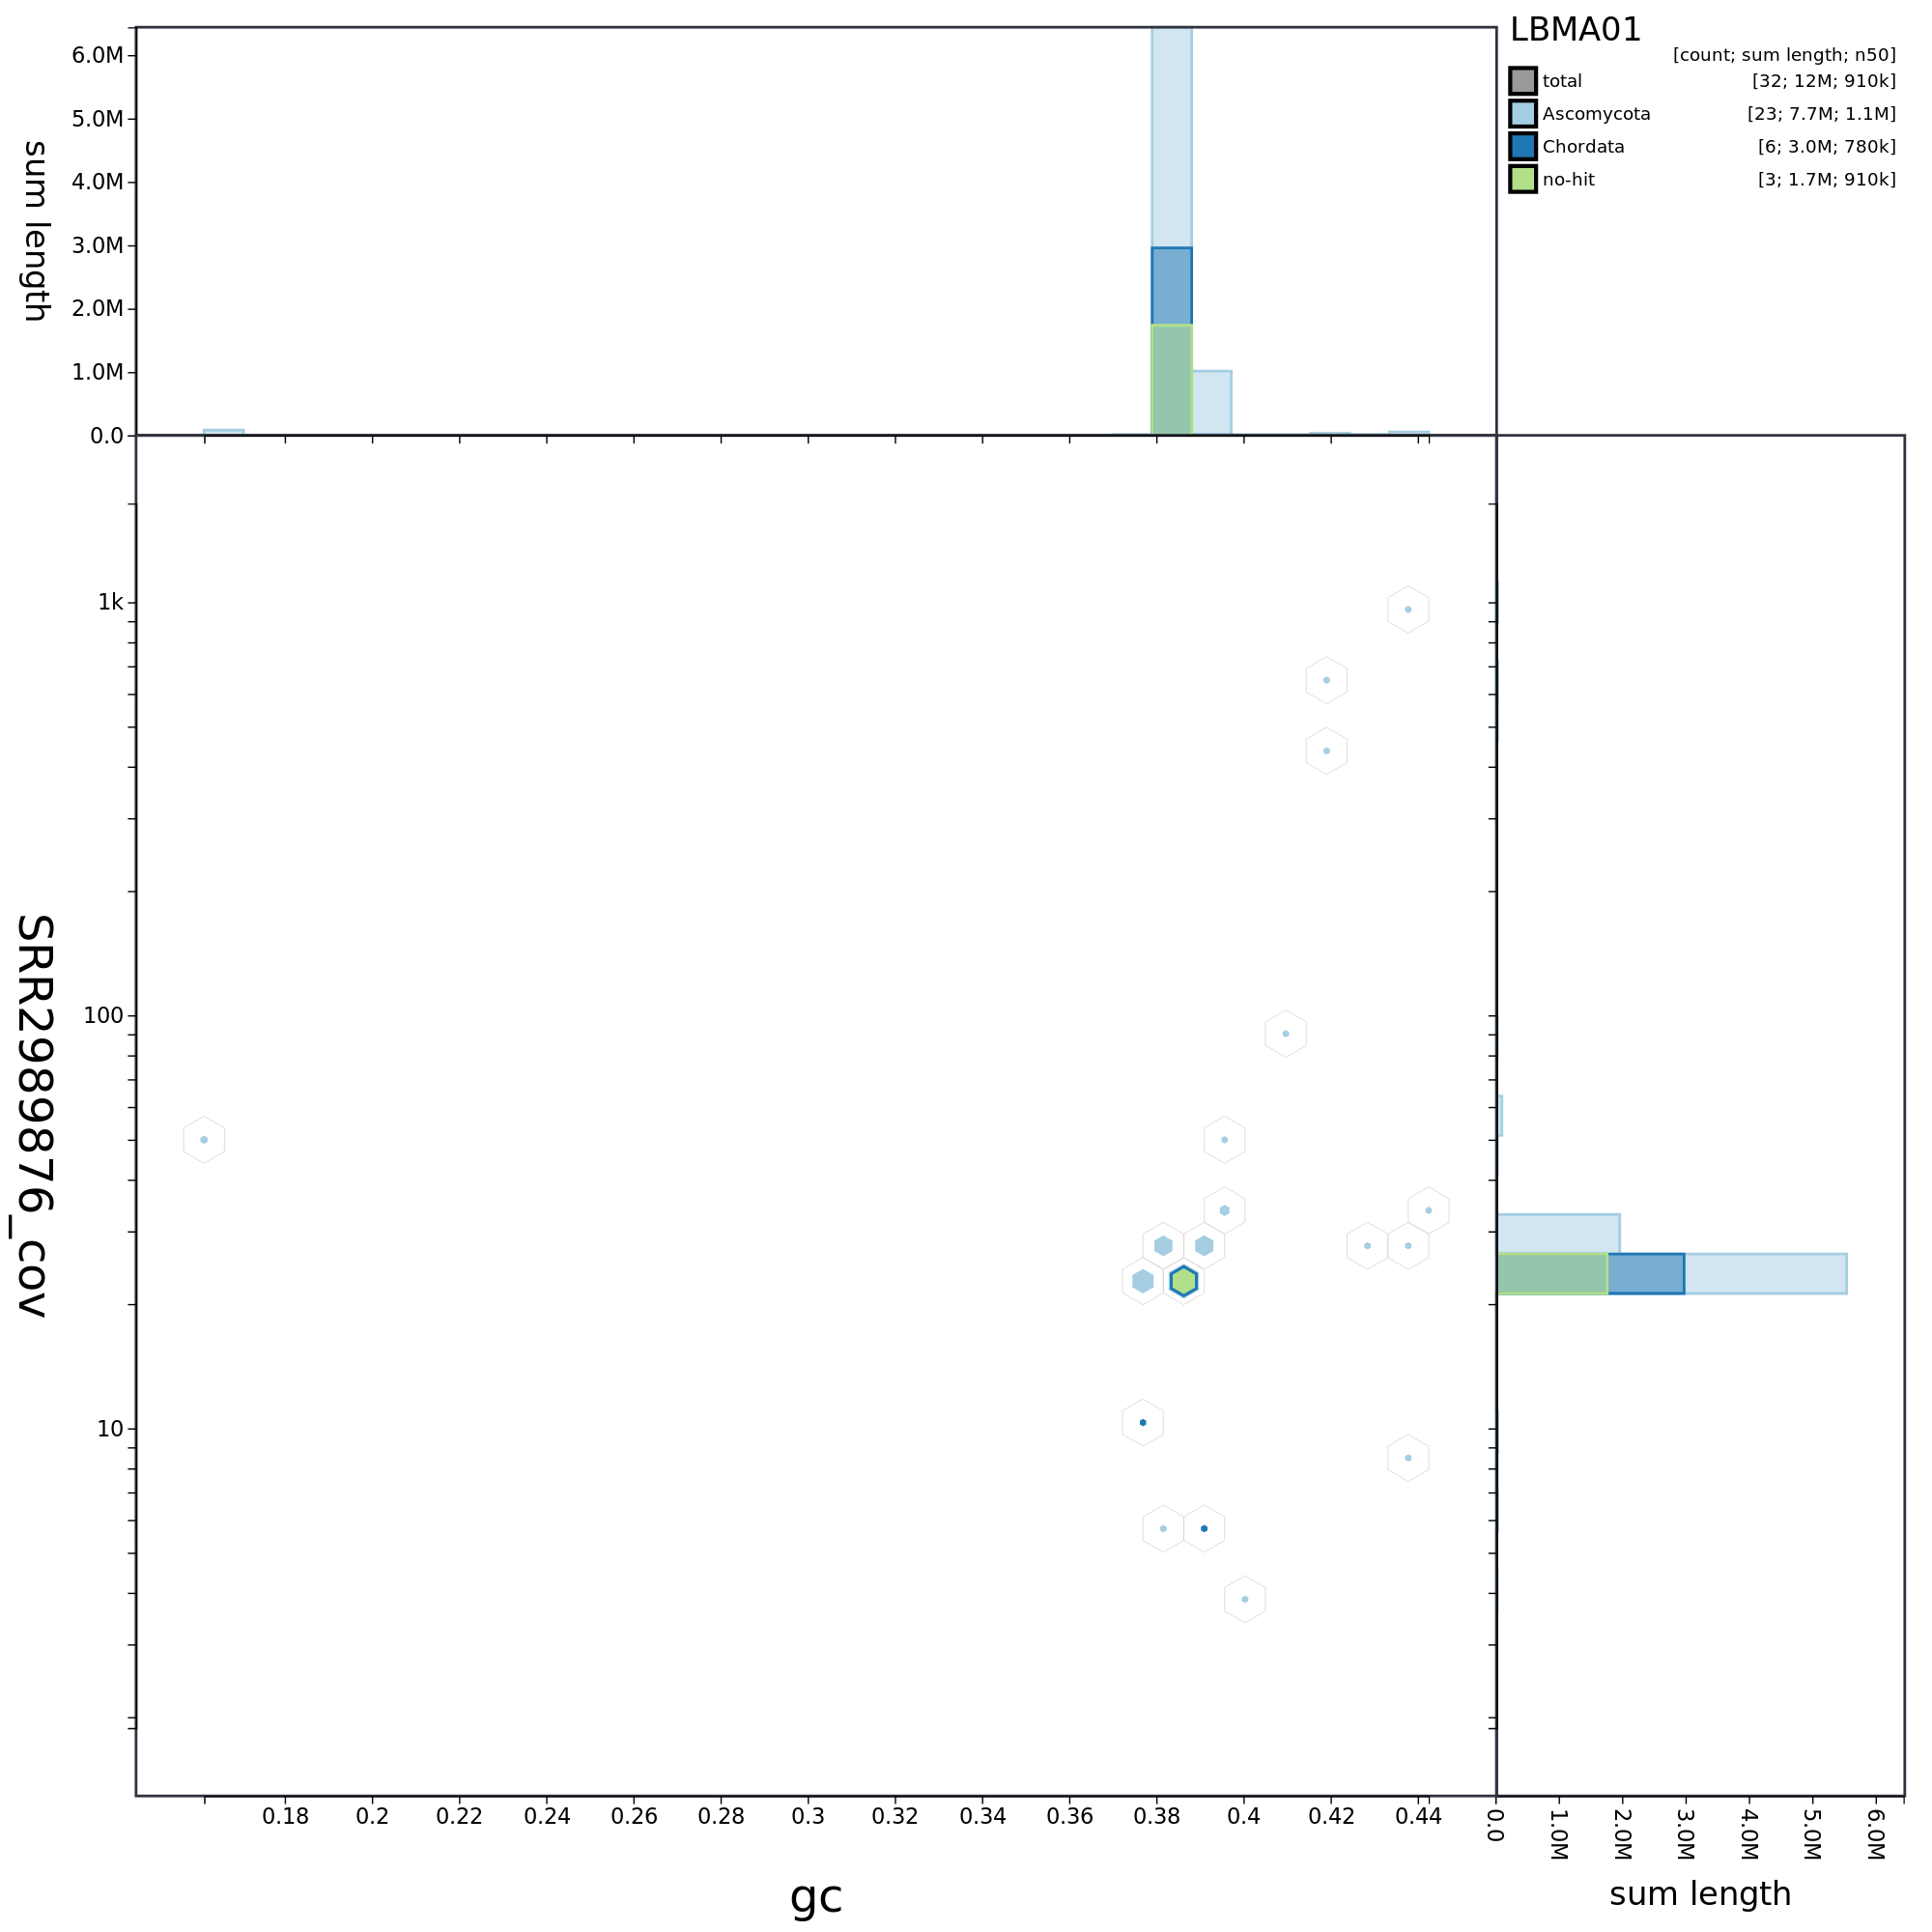 LBMA01
[count; sum length; n50]
total [32; 12M; 910k]
Ascomycota [23; 7.7M; 1.1M]
Chordata [6; 3.0M; 780k]
no-hit [3; 1.7M; 910k]
6.0M
5.0M
4.0M
3.0M
2.0M
1.0M
0.0
sum length
1k
100
10
SRR2989876_cov
0.18 0.2 0.22 0.24 0.26 0.28 0.3 0.32 0.34 0.36 0.38 0.4 0.42 0.44
gc
0.0 1.0M 2.0M 3.0M 4.0M 5.0M 6.0M
sum length